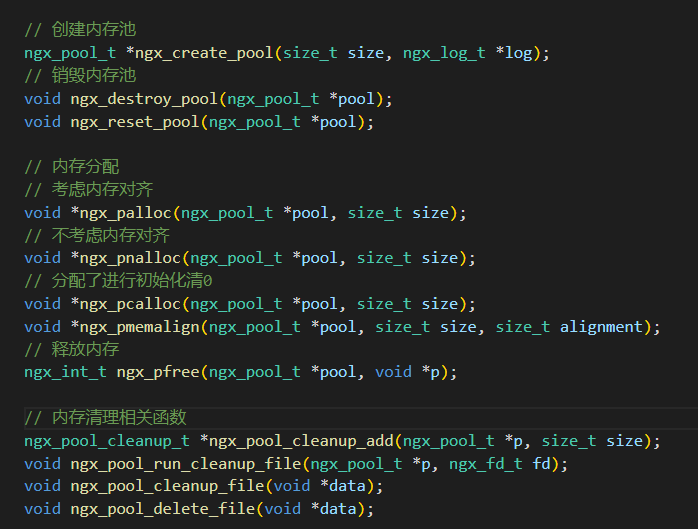 // 创建内存池
ngx_pool_t *ngx_create_pool(size_t size, ngx_log_t *log);
// 销毁内存池
void ngx_destroy_pool(ngx_pool_t *pool);
void ngx_reset_pool(ngx_pool_t *pool);
// 内存分配
// 考虑内存对齐
void *ngx_palloc(ngx_pool_t *pool, size_t size);
// 不考虑内存对齐
void *ngx_pnalloc(ngx_pool_t *pool, size_t size);
// 分配了进行初始化清0
void *ngx_pcalloc(ngx_pool_t *pool, size_t size);
void *ngx_pmemalign(ngx_pool_t *pool, size_t size, size_t alignment);
// 释放内存
ngx_int_t ngx_pfree(ngx_pool_t *pool, void *p);
// 内存清理相关函数
ngx_pool_cleanup_t *ngx_pool_cleanup_add(ngx_pool_t *p, size_t size);
void ngx_pool_run_cleanup_file(ngx_pool_t *p, ngx_fd_t fd);
void ngx_pool_cleanup_file(void *data);
void ngx_pool_delete_file(void *data);